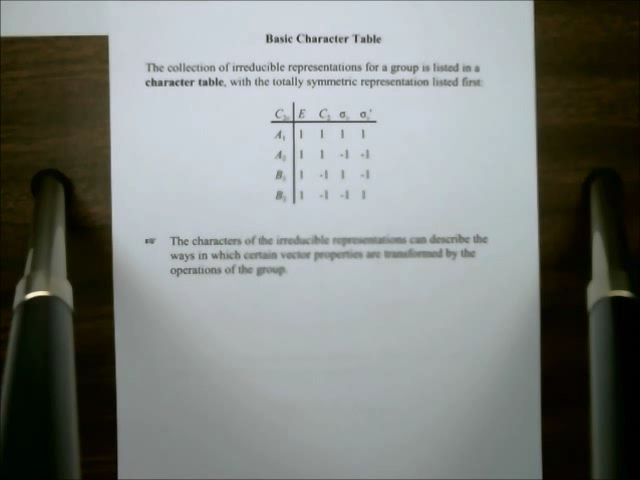 Basic Character Table
The collection of irreducible representations for a group is listed in a
character table, with the totally symmetric representation listed first:
C₂ᵥ E C₂ σᵥ σᵥ'
A₁ 1 1 1 1
A₂ 1 1 -1 -1
B₁ 1 -1 1 -1
B₂ 1 -1 -1 1
☞ The characters of the irreducible representations can describe the
ways in which certain vector properties are transformed by the
operations of the group.